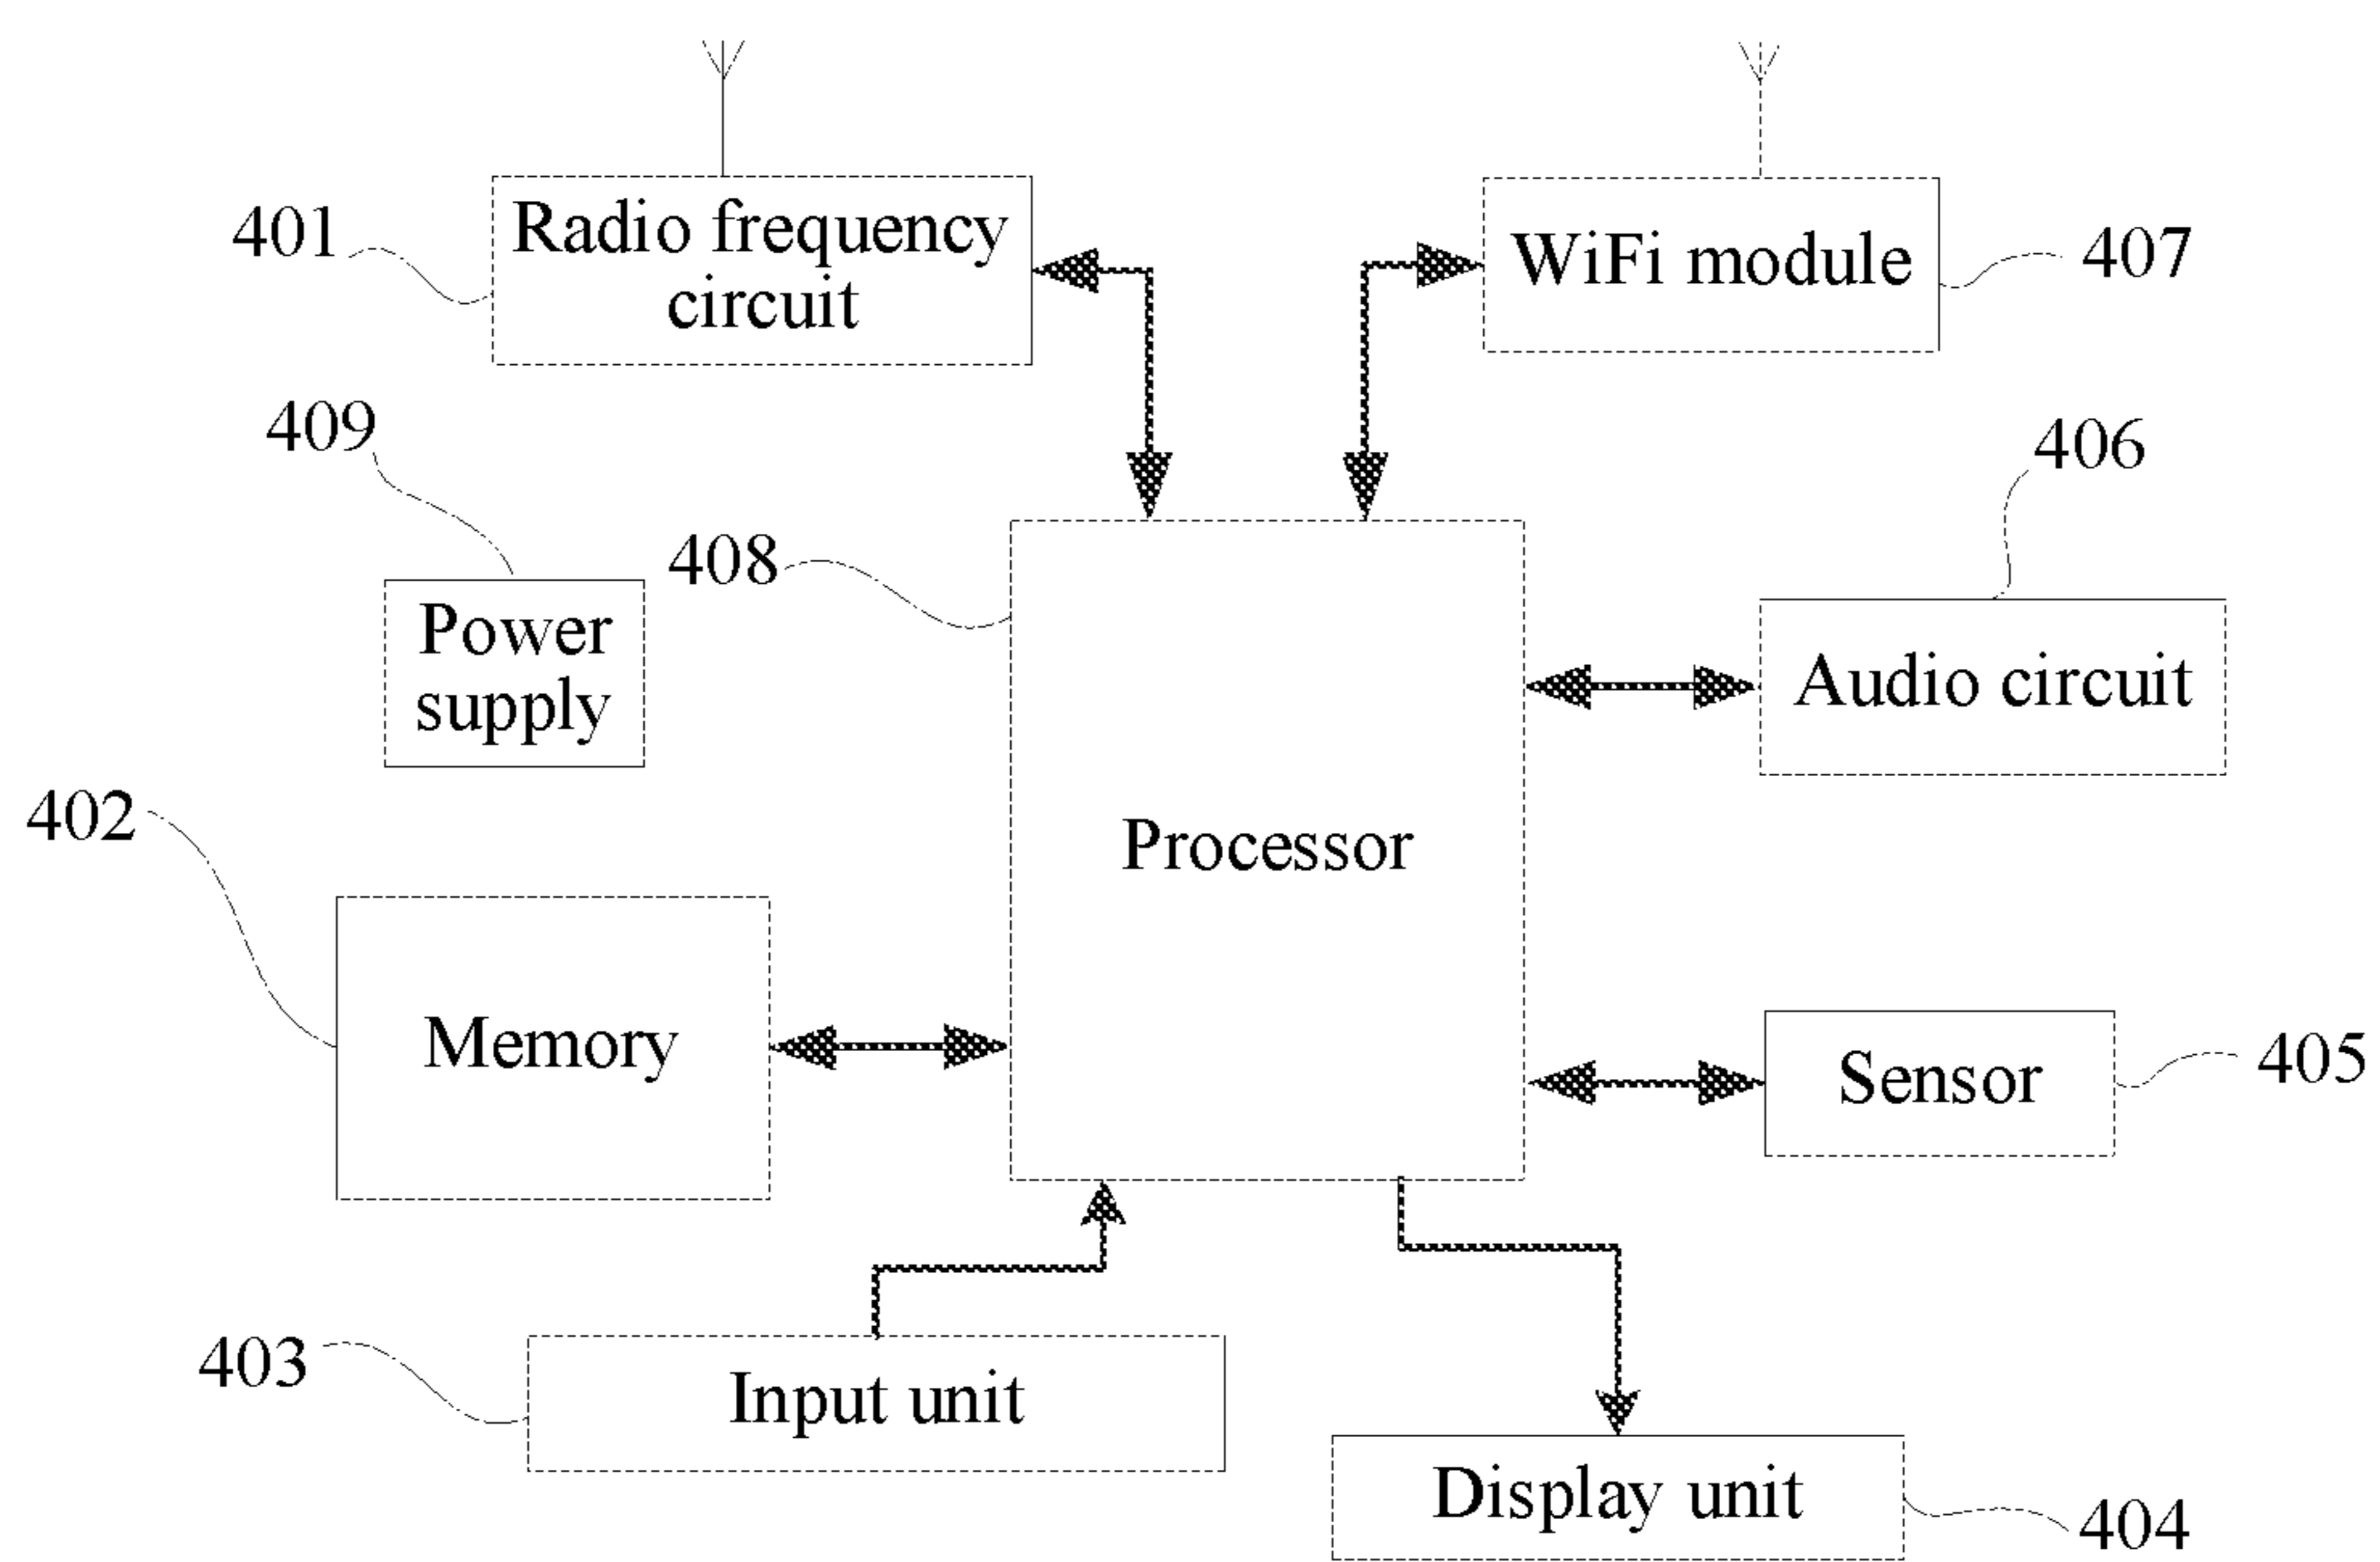 401
Radio frequency
circuit
WiFi module
407
409
408
406
Power
supply
Audio circuit
402
Processor
Memory
Sensor
405
403
Input unit
Display unit
404